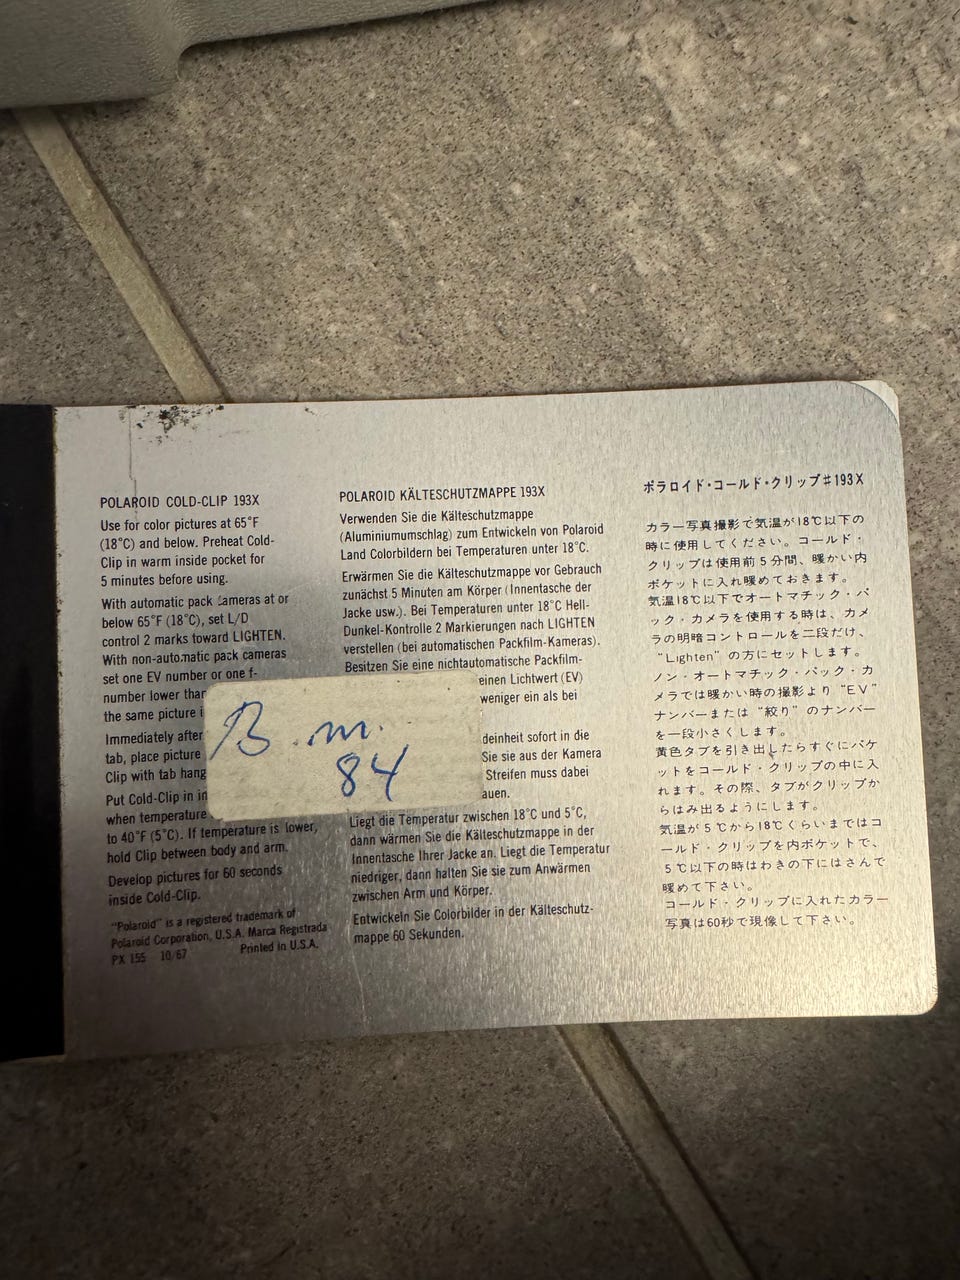 POLAROID COLD-CLIP 193X
Use for color pictures at 65°F
(18°C) and below. Preheat Cold-
Clip in warm inside pocket for
5 minutes before using.
With automatic pack cameras at or
below 65°F (18°C), set L/D
control 2 marks toward LIGHTEN.
With non-automatic pack cameras
set one EV number or one f-
number lower than
the same picture
Immediately after
tab, place picture
Clip with tab hang
Put Cold-Clip in in
when temperature
to 40°F (5°C). If temperature is lower,
hold Clip between body and arm.
Develop pictures for 60 seconds
inside Cold-Clip.
"Polaroid" is a registered trademark of
Polaroid Corporation, U.S.A. Marca Registrada
PX 155 10/67 Printed in U.S.A.
POLAROID KÄLTESCHUTZMAPPE 193X
Verwenden Sie die Kälteschutzmappe
(Aluminiumumschlag) zum Entwickeln von Polaroid
Land Colorbildern bei Temperaturen unter 18°C.
Erwärmen Sie die Kälteschutzmappe vor Gebrauch
zunächst 5 Minuten am Körper (Innentasche der
Jacke usw.). Bei Temperaturen unter 18°C Hell-
Dunkel-Kontrolle 2 Markierungen nach LIGHTEN
verstellen (bei automatischen Packfilm-Kameras).
Besitzen Sie eine nichtautomatische Packfilm-
einen Lichtwert (EV)
weniger ein als bei
deinheit sofort in die
Sie sie aus der Kamera
Streifen muss dabei
auen.
Liegt die Temperatur zwischen 18°C und 5°C,
dann wärmen Sie die Kälteschutzmappe in der
Innentasche Ihrer Jacke an. Liegt die Temperatur
niedriger, dann halten Sie sie zum Anwärmen
zwischen Arm und Körper.
Entwickeln Sie Colorbilder in der Kälteschutz-
mappe 60 Sekunden.
ポラロイド・コールド・クリップ♯193X
カラー写真撮影で気温が18℃以下の
時に使用してください。コールド・
クリップは使用前5分間、暖かい内
ポケットに入れ暖めておきます。
気温18℃以下でオートマチック・パ
ック・カメラを使用する時は、カメ
ラの明暗コントロールを二段だけ、
"Lighten" の方にセットします。
ノン・オートマチック・パック・カ
メラでは暖かい時の撮影より "EV"
ナンバーまたは "絞り" のナンバー
を一段小さくします。
黄色タブを引き出したらすぐにパケ
ットをコールド・クリップの中に入
れます。その際、タブがクリップか
らはみ出るようにします。
気温が5℃から18℃くらいまではコ
ールド・クリップを内ポケットで、
5℃以下の時はわきの下にはさんで
暖めて下さい。
コールド・クリップに入れたカラー
写真は60秒で現像して下さい。
B.m.
84